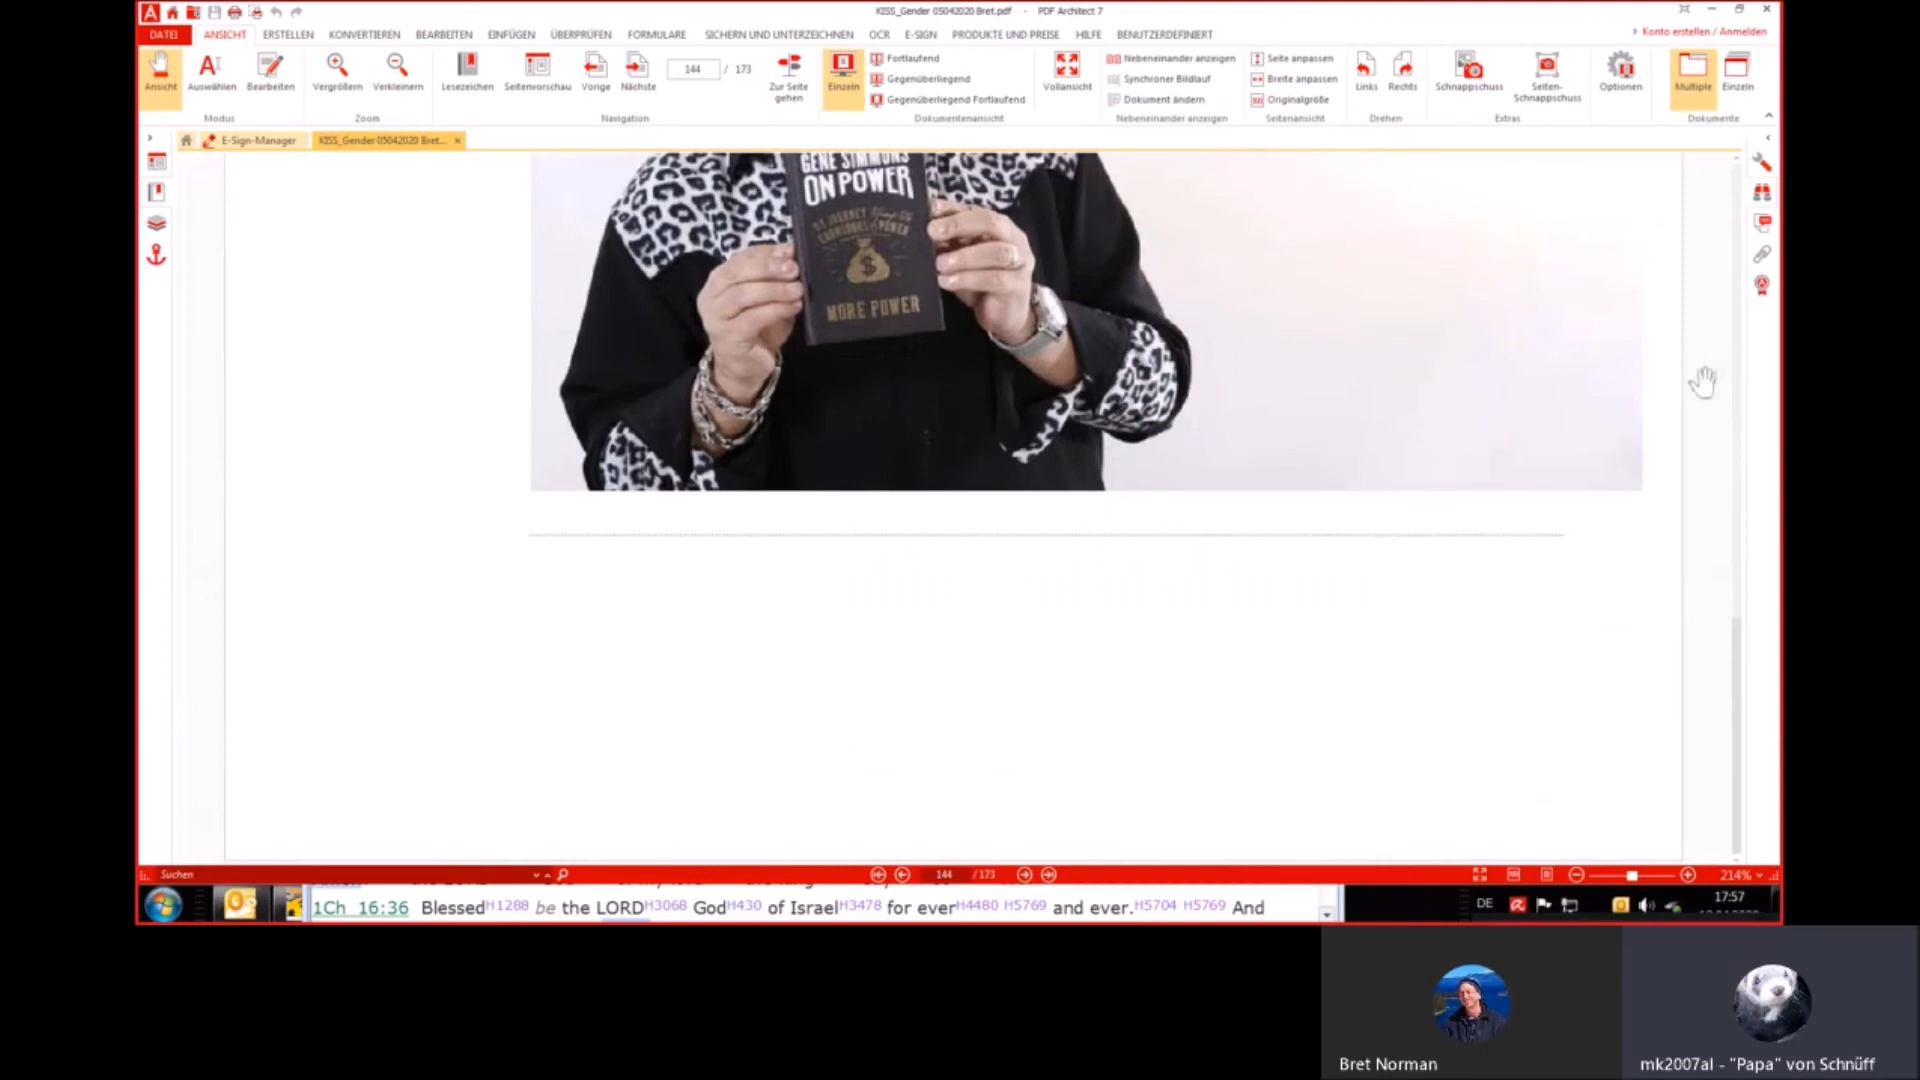 KISS_Gender 05042020 Bret.pdf - PDF Architect 7
DATEI ANSICHT ERSTELLEN KONVERTIEREN BEARBEITEN EINFÜGEN ÜBERPRÜFEN FORMULARE SICHERN UND UNTERZEICHNEN OCR E-SIGN PRODUKTE UND PREISE HILFE BENUTZERDEFINIERT
Konto erstellen / Anmelden
Ansicht Auswählen Bearbeiten
Modus
Vergrößern Verkleinern
Zoom
Lesezeichen Seitenvorschau Vorige Nächste 144 / 173 Zur Seite gehen
Navigation
Einzeln
Fortlaufend
Gegenüberliegend
Gegenüberliegend Fortlaufend
Dokumentenansicht
Vollansicht
Nebeneinander anzeigen
Synchroner Bildlauf
Dokument ändern
Nebeneinander anzeigen
Seite anpassen
Breite anpassen
Originalgröße
Seitenansicht
Links Rechts
Drehen
Schnappschuss Seiten-Schnappschuss
Extras
Optionen
Multiple Einzeln
Dokumente
E-Sign-Manager KISS_Gender 05042020 Bret...
GENE SIMMONS
ON POWER
MORE POWER
Suchen 144 / 173 214%
1Ch 16:36 Blessed H1288 be the LORD H3068 God H430 of Israel H3478 for ever H4480 H5769 and ever. H5704 H5769 And
DE 17:57
Bret Norman
mk2007al - "Papa" von Schnüff